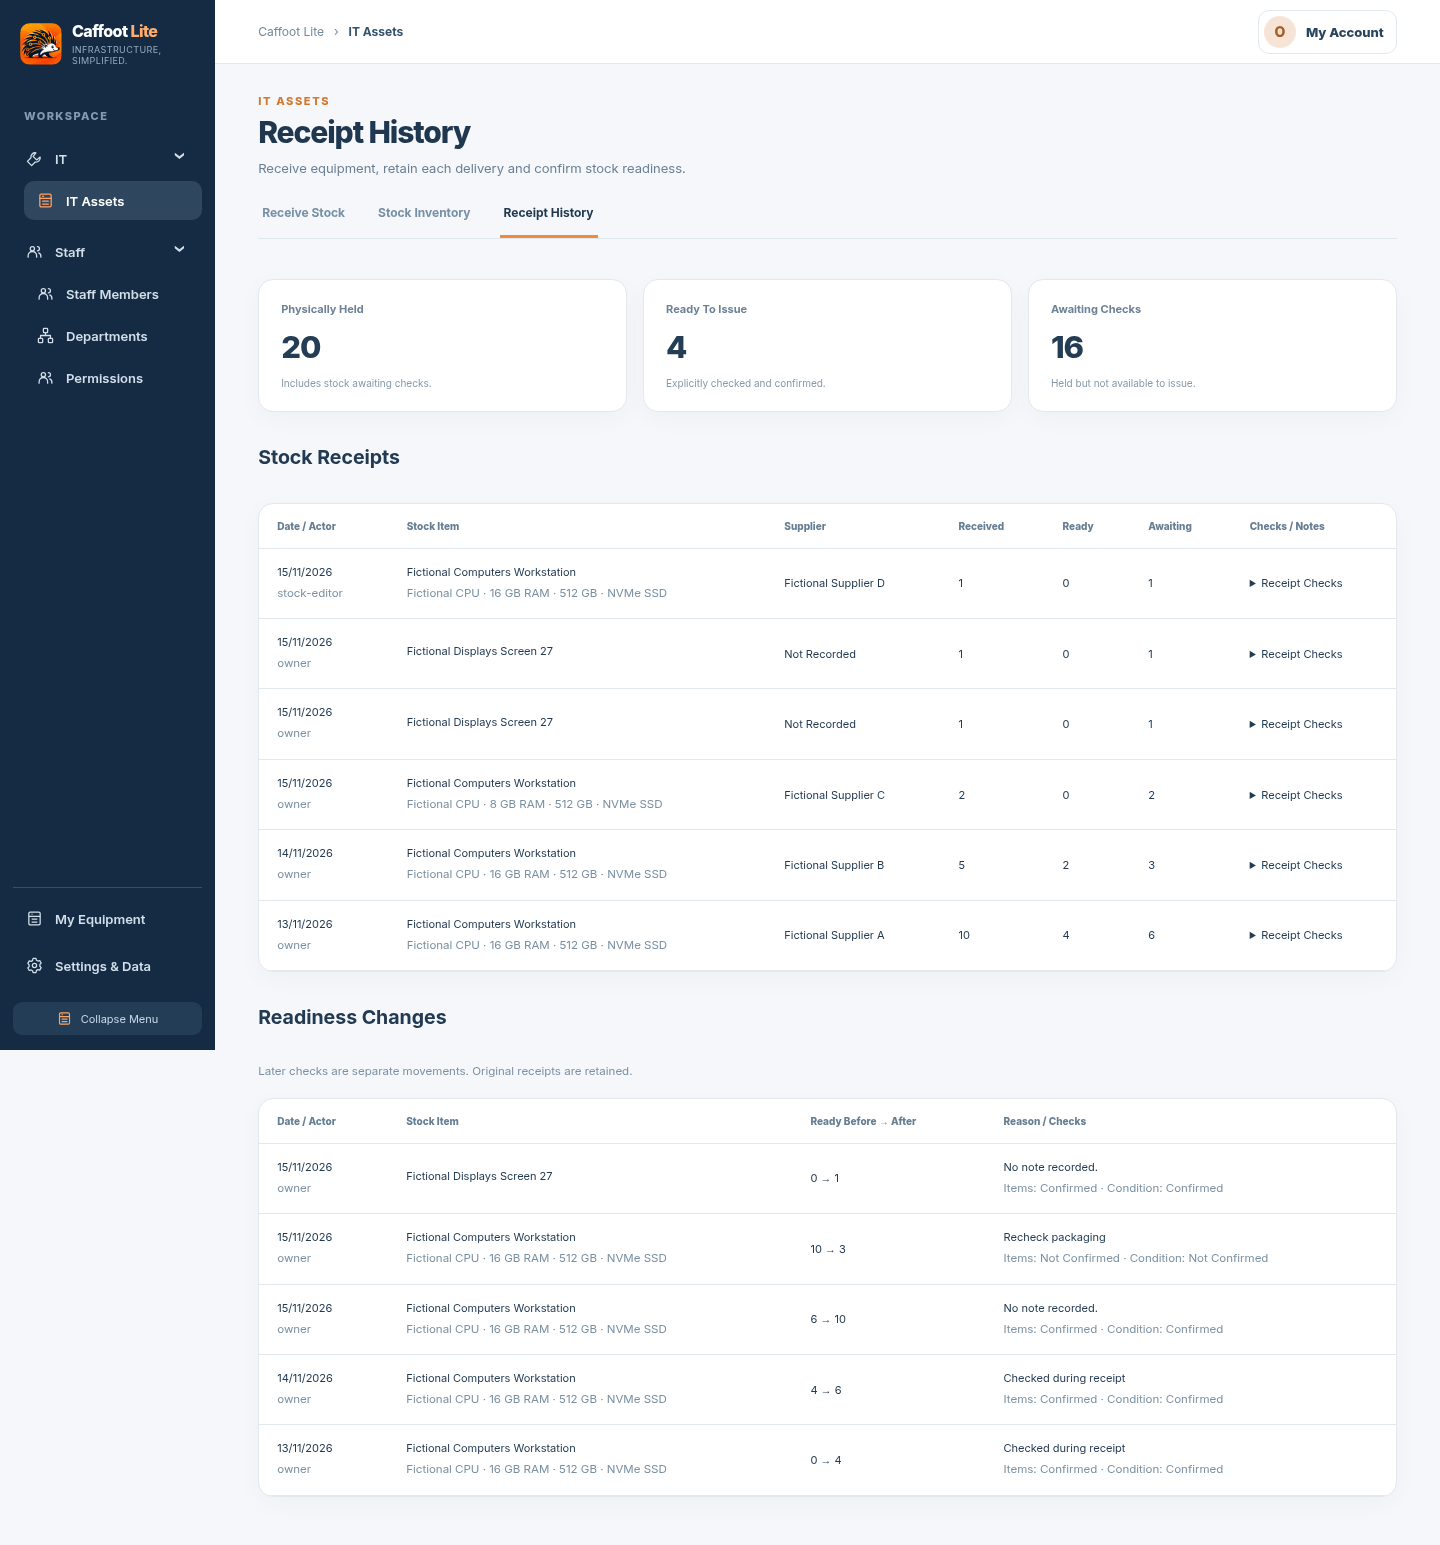 Caffoot Lite
INFRASTRUCTURE,
SIMPLIFIED.
WORKSPACE
IT
IT Assets
Staff
Staff Members
Departments
Permissions
My Equipment
Settings & Data
Collapse Menu
Caffoot Lite › IT Assets
O My Account
IT ASSETS
Receipt History
Receive equipment, retain each delivery and confirm stock readiness.
Receive Stock Stock Inventory Receipt History
Physically Held
20
Includes stock awaiting checks.
Ready To Issue
4
Explicitly checked and confirmed.
Awaiting Checks
16
Held but not available to issue.
Stock Receipts
Date / Actor Stock Item Supplier Received Ready Awaiting Checks / Notes
15/11/2026 Fictional Computers Workstation
stock-editor Fictional CPU · 16 GB RAM · 512 GB · NVMe SSD Fictional Supplier D 1 0 1 ▶ Receipt Checks
15/11/2026
owner Fictional Displays Screen 27 Not Recorded 1 0 1 ▶ Receipt Checks
15/11/2026
owner Fictional Displays Screen 27 Not Recorded 1 0 1 ▶ Receipt Checks
15/11/2026 Fictional Computers Workstation
owner Fictional CPU · 8 GB RAM · 512 GB · NVMe SSD Fictional Supplier C 2 0 2 ▶ Receipt Checks
14/11/2026 Fictional Computers Workstation
owner Fictional CPU · 16 GB RAM · 512 GB · NVMe SSD Fictional Supplier B 5 2 3 ▶ Receipt Checks
13/11/2026 Fictional Computers Workstation
owner Fictional CPU · 16 GB RAM · 512 GB · NVMe SSD Fictional Supplier A 10 4 6 ▶ Receipt Checks
Readiness Changes
Later checks are separate movements. Original receipts are retained.
Date / Actor Stock Item Ready Before → After Reason / Checks
15/11/2026 Fictional Displays Screen 27 0 → 1 No note recorded.
owner Items: Confirmed · Condition: Confirmed
15/11/2026 Fictional Computers Workstation 10 → 3 Recheck packaging
owner Fictional CPU · 16 GB RAM · 512 GB · NVMe SSD Items: Not Confirmed · Condition: Not Confirmed
15/11/2026 Fictional Computers Workstation 6 → 10 No note recorded.
owner Fictional CPU · 16 GB RAM · 512 GB · NVMe SSD Items: Confirmed · Condition: Confirmed
14/11/2026 Fictional Computers Workstation 4 → 6 Checked during receipt
owner Fictional CPU · 16 GB RAM · 512 GB · NVMe SSD Items: Confirmed · Condition: Confirmed
13/11/2026 Fictional Computers Workstation 0 → 4 Checked during receipt
owner Fictional CPU · 16 GB RAM · 512 GB · NVMe SSD Items: Confirmed · Condition: Confirmed